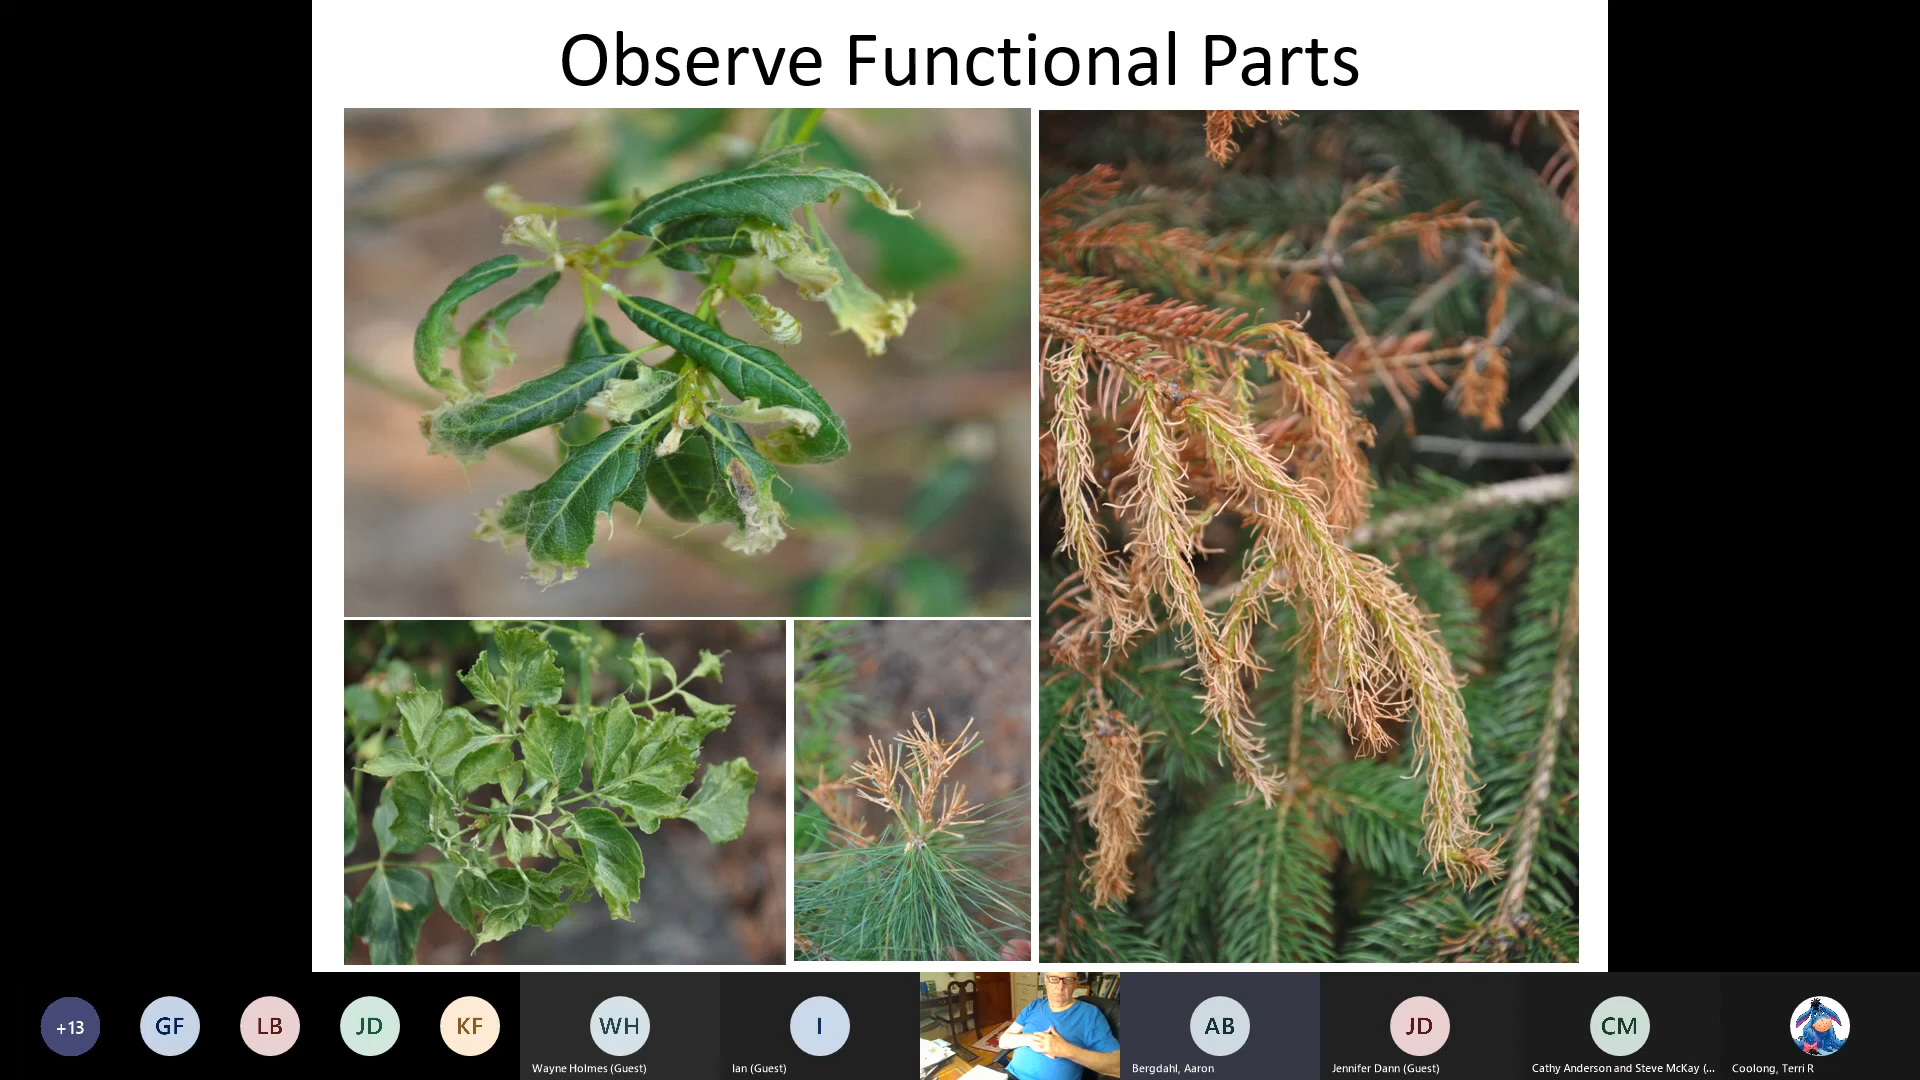 Observe Functional Parts
+13
GF
LB
JD
KF
WH
I
AB
JD
CM
Wayne Holmes (Guest)
Ian (Guest)
Bergdahl, Aaron
Jennifer Dann (Guest)
Cathy Anderson and Steve McKay (...
Coolong, Terri R